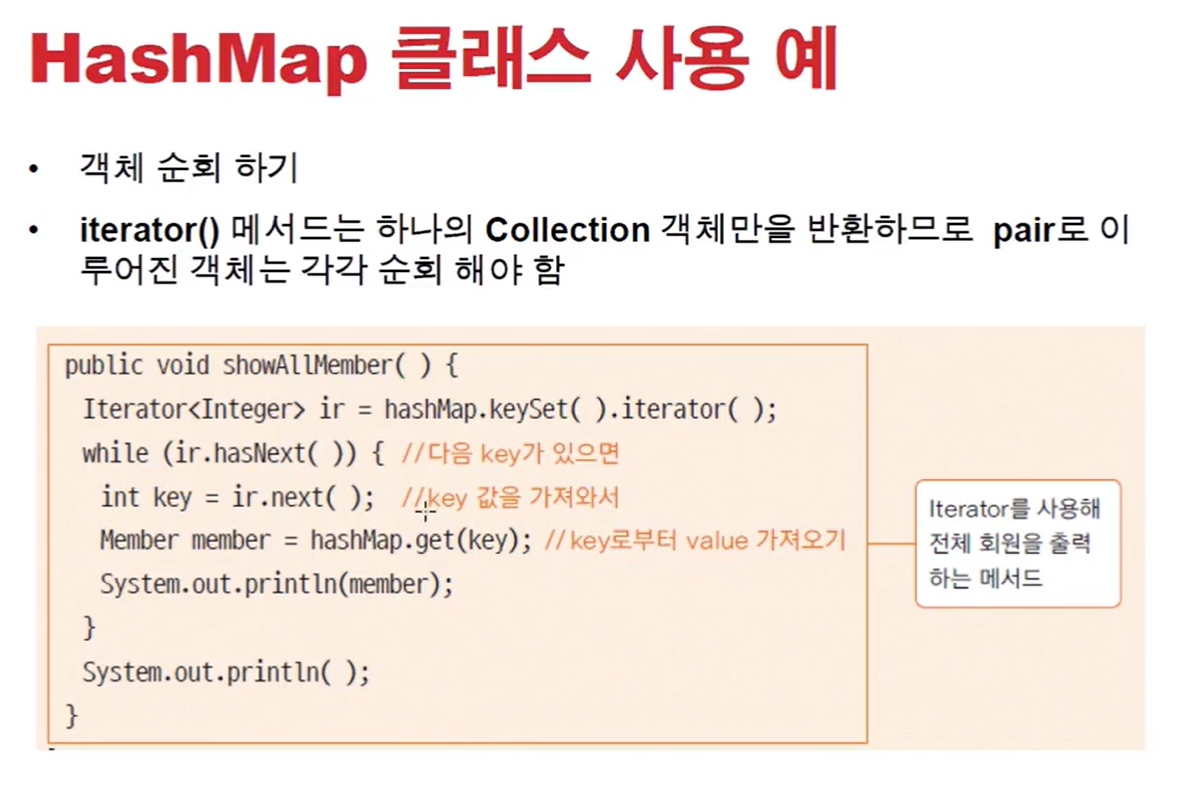 HashMap 클래스 사용 예
• 객체 순회 하기
• iterator() 메서드는 하나의 Collection 객체만을 반환하므로 pair로 이
루어진 객체는 각각 순회 해야 함
public void showAllMember( ) {
Iterator<Integer> ir = hashMap.keySet( ).iterator( );
while (ir.hasNext( )) { //다음 key가 있으면
int key = ir.next( ); //key 값을 가져와서
Member member = hashMap.get(key); //key로부터 value 가져오기
System.out.println(member);
}
System.out.println( );
}
Iterator를 사용해
전체 회원을 출력
하는 메서드